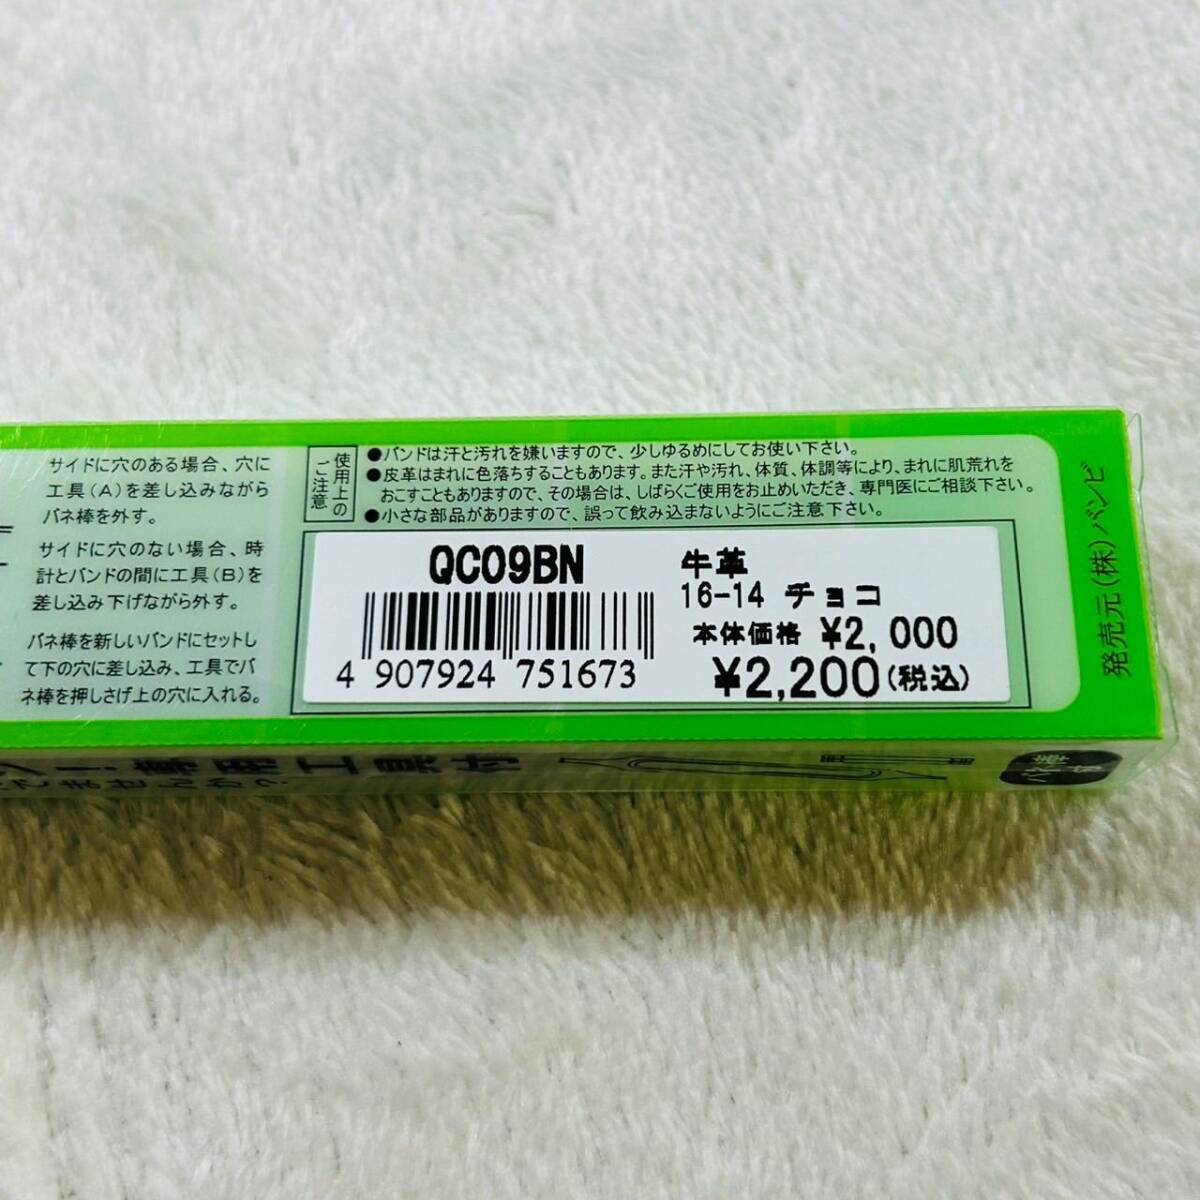 サイドに穴のある場合、穴に
工具(A)を差し込みながら
バネ棒を外す。
サイドに穴のない場合、時
計とバンドの間に工具(B)を
差し込み下げながら外す。
バネ棒を新しいバンドにセットし
て下の穴に差し込み、工具でバ
ネ棒を押しさげ上の穴に入れる。
使用上の
ご注意
●バンドは汗と汚れを嫌いますので、少しゆるめにしてお使い下さい。
●皮革はまれに色落ちすることもあります。また汗や汚れ、体質、体調等により、まれに肌荒れを
おこすこともありますので、その場合は、しばらくご使用をお止めいただき、専門医にご相談下さい。
●小さな部品がありますので、誤って飲み込まないようにご注意下さい。
QC09BN
4 907924 751673
牛革
16-14 チョコ
本体価格 ¥2,000
¥2,200(税込)
発売元(株)バンビ
専用工具付